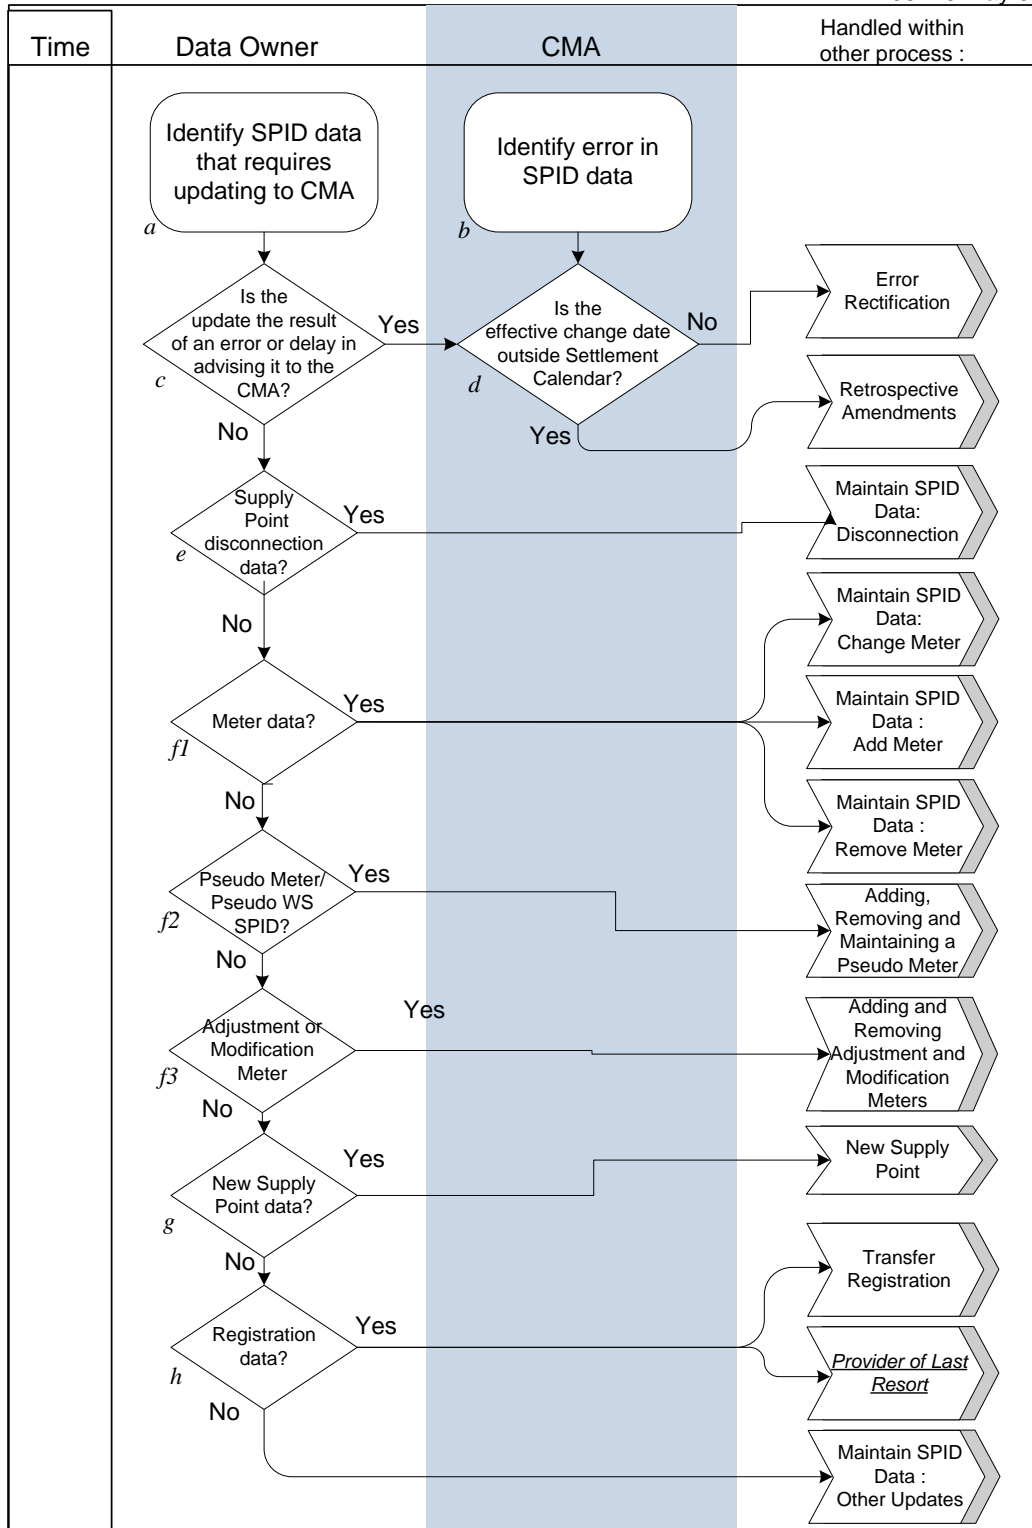 Time
Data Owner
CMA
Handled within
other process :
Identify SPID data
that requires
updating to CMA
a
Identify error in
SPID data
b
Is the
update the result
of an error or delay in
advising it to the
CMA?
c
Yes
No
Is the
effective change date
outside Settlement
Calendar?
d
No
Yes
Error
Rectification
Retrospective
Amendments
Supply
Point
disconnection
data?
e
Yes
No
Maintain SPID
Data:
Disconnection
Meter data?
f1
Yes
No
Maintain SPID
Data:
Change Meter
Maintain SPID
Data :
Add Meter
Maintain SPID
Data :
Remove Meter
Pseudo Meter/
Pseudo WS
SPID?
f2
Yes
No
Adding,
Removing and
Maintaining a
Pseudo Meter
Adjustment or
Modification
Meter
f3
Yes
No
Adding and
Removing
Adjustment and
Modification
Meters
New Supply
Point data?
g
Yes
No
New Supply
Point
Registration
data?
h
Yes
No
Transfer
Registration
Provider of Last
Resort
Maintain SPID
Data :
Other Updates